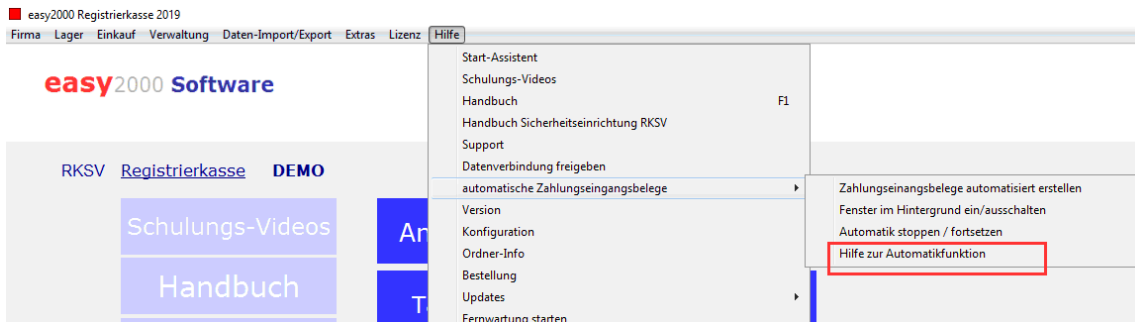 easy2000 Registrierkasse 2019
Firma Lager Einkauf Verwaltung Daten-Import/Export Extras Lizenz Hilfe
Start-Assistent
Schulungs-Videos
Handbuch F1
Handbuch Sicherheitseinrichtung RKSV
Support
Datenverbindung freigeben
automatische Zahlungseingangsbelege
Version
Konfiguration
Ordner-Info
Bestellung
Updates
Fernwartung starten
Zahlungseinangsbelege automatisiert erstellen
Fenster im Hintergrund ein/ausschalten
Automatik stoppen / fortsetzen
Hilfe zur Automatikfunktion
easy2000 Software
RKSV Registrierkasse DEMO
Schulungs-Videos
Handbuch